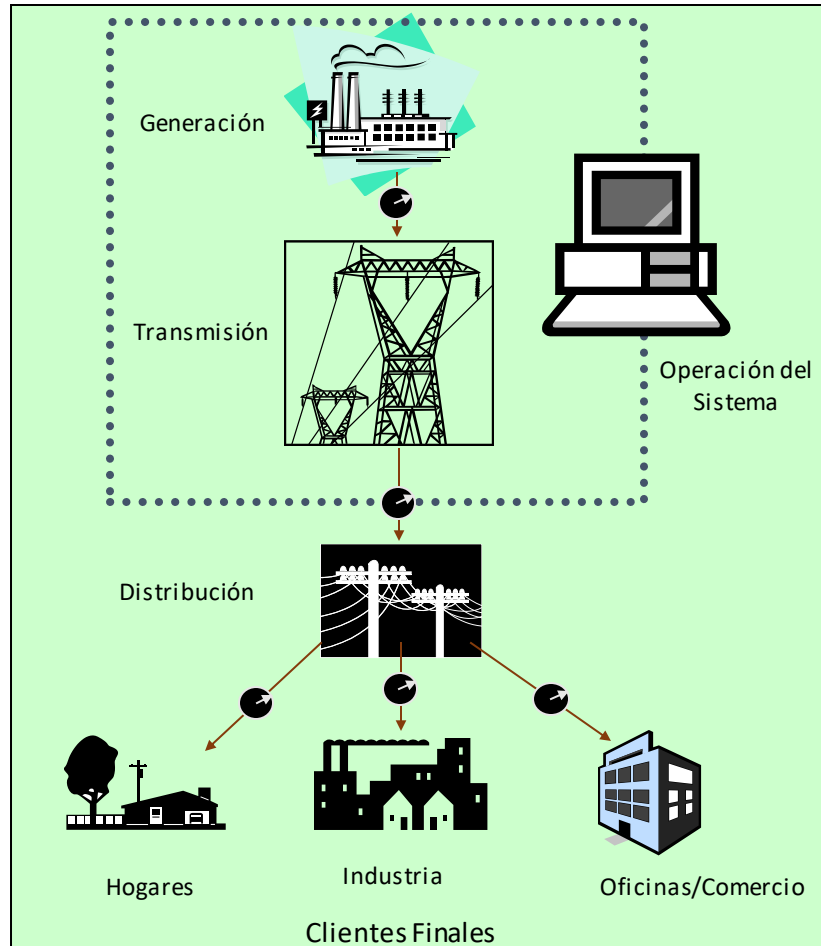 Generación
Transmisión
Operación del
Sistema
Distribución
Hogares
Industria
Oficinas/Comercio
Clientes Finales